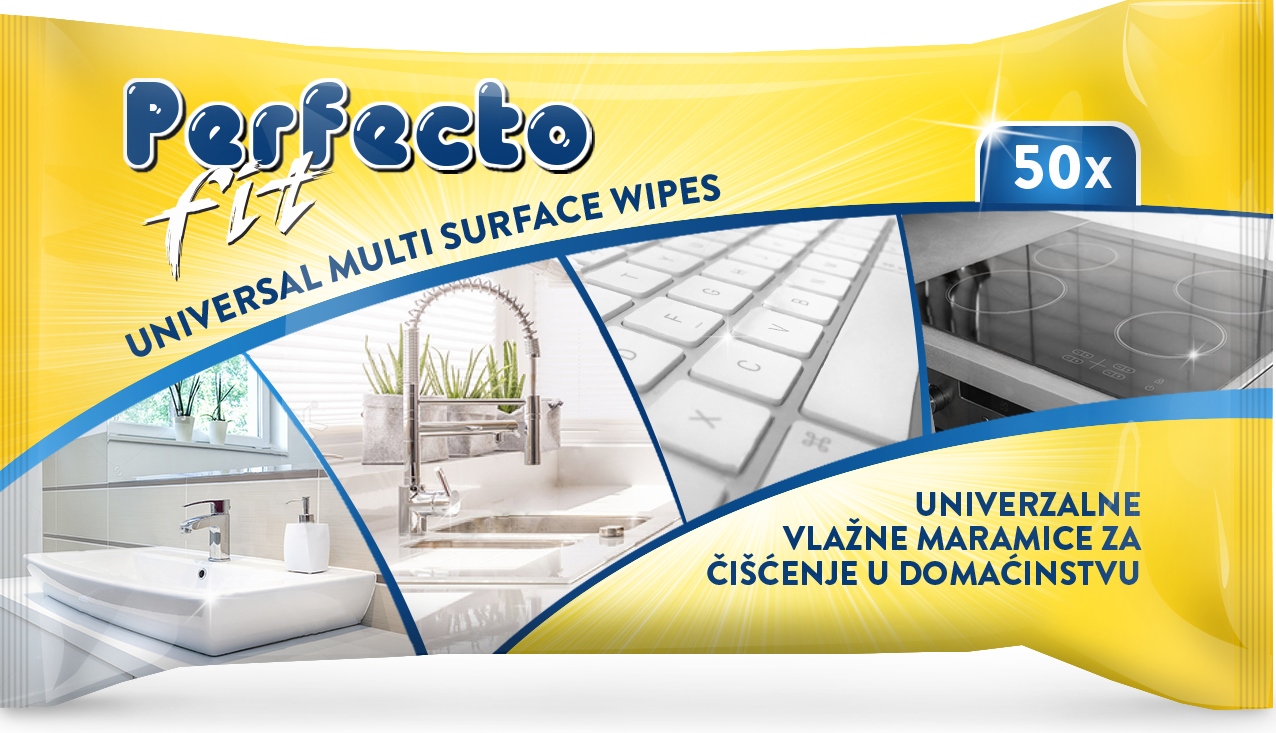 Perfecto
fit
UNIVERSAL MULTI SURFACE WIPES
50x
UNIVERZALNE
VLAŽNE MARAMICE ZA
ČIŠĆENJE U DOMAĆINSTVU
T
Y
G
B
F
V
C
X
⌘